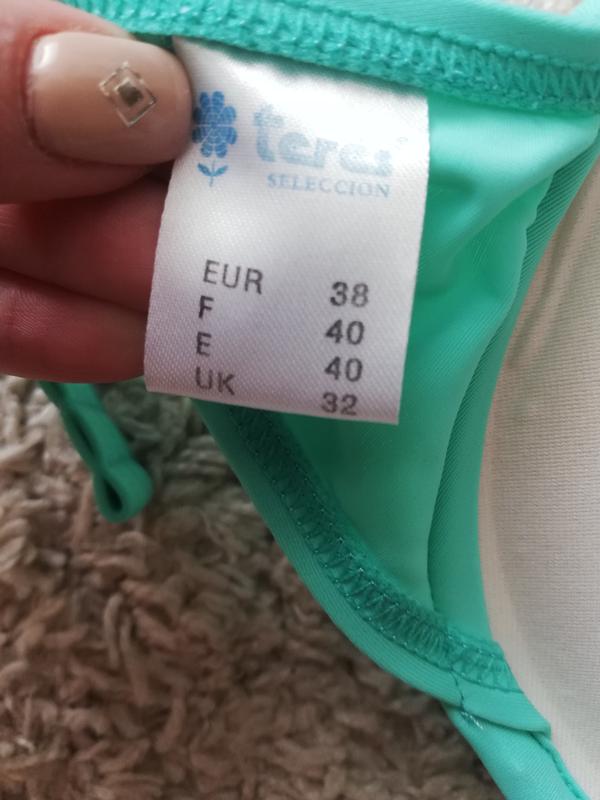 teres
SELECCION
EUR 38
F 40
E 40
UK 32